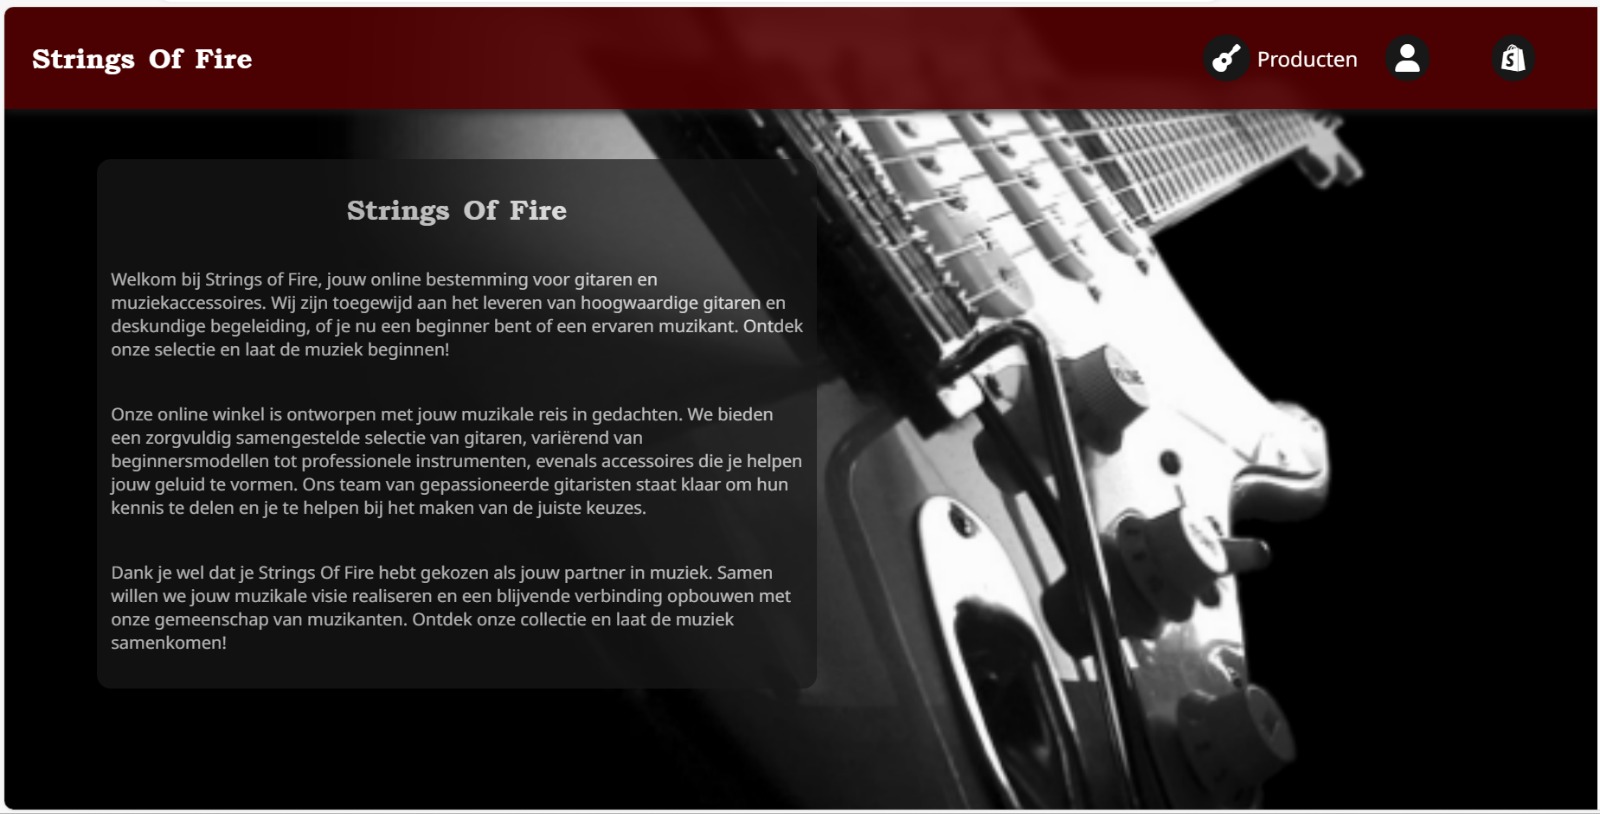 Strings Of Fire
Producten
S
Strings Of Fire
Welkom bij Strings of Fire, jouw online bestemming voor gitaren en
muziekaccessoires. Wij zijn toegewijd aan het leveren van hoogwaardige gitaren en
deskundige begeleiding, of je nu een beginner bent of een ervaren muzikant. Ontdek
onze selectie en laat de muziek beginnen!
Onze online winkel is ontworpen met jouw muzikale reis in gedachten. We bieden
een zorgvuldig samengestelde selectie van gitaren, variërend van
beginnersmodellen tot professionele instrumenten, evenals accessoires die je helpen
jouw geluid te vormen. Ons team van gepassioneerde gitaristen staat klaar om hun
kennis te delen en je te helpen bij het maken van de juiste keuzes.
Dank je wel dat je Strings Of Fire hebt gekozen als jouw partner in muziek. Samen
willen we jouw muzikale visie realiseren en een blijvende verbinding opbouwen met
onze gemeenschap van muzikanten. Ontdek onze collectie en laat de muziek
samenkomen!